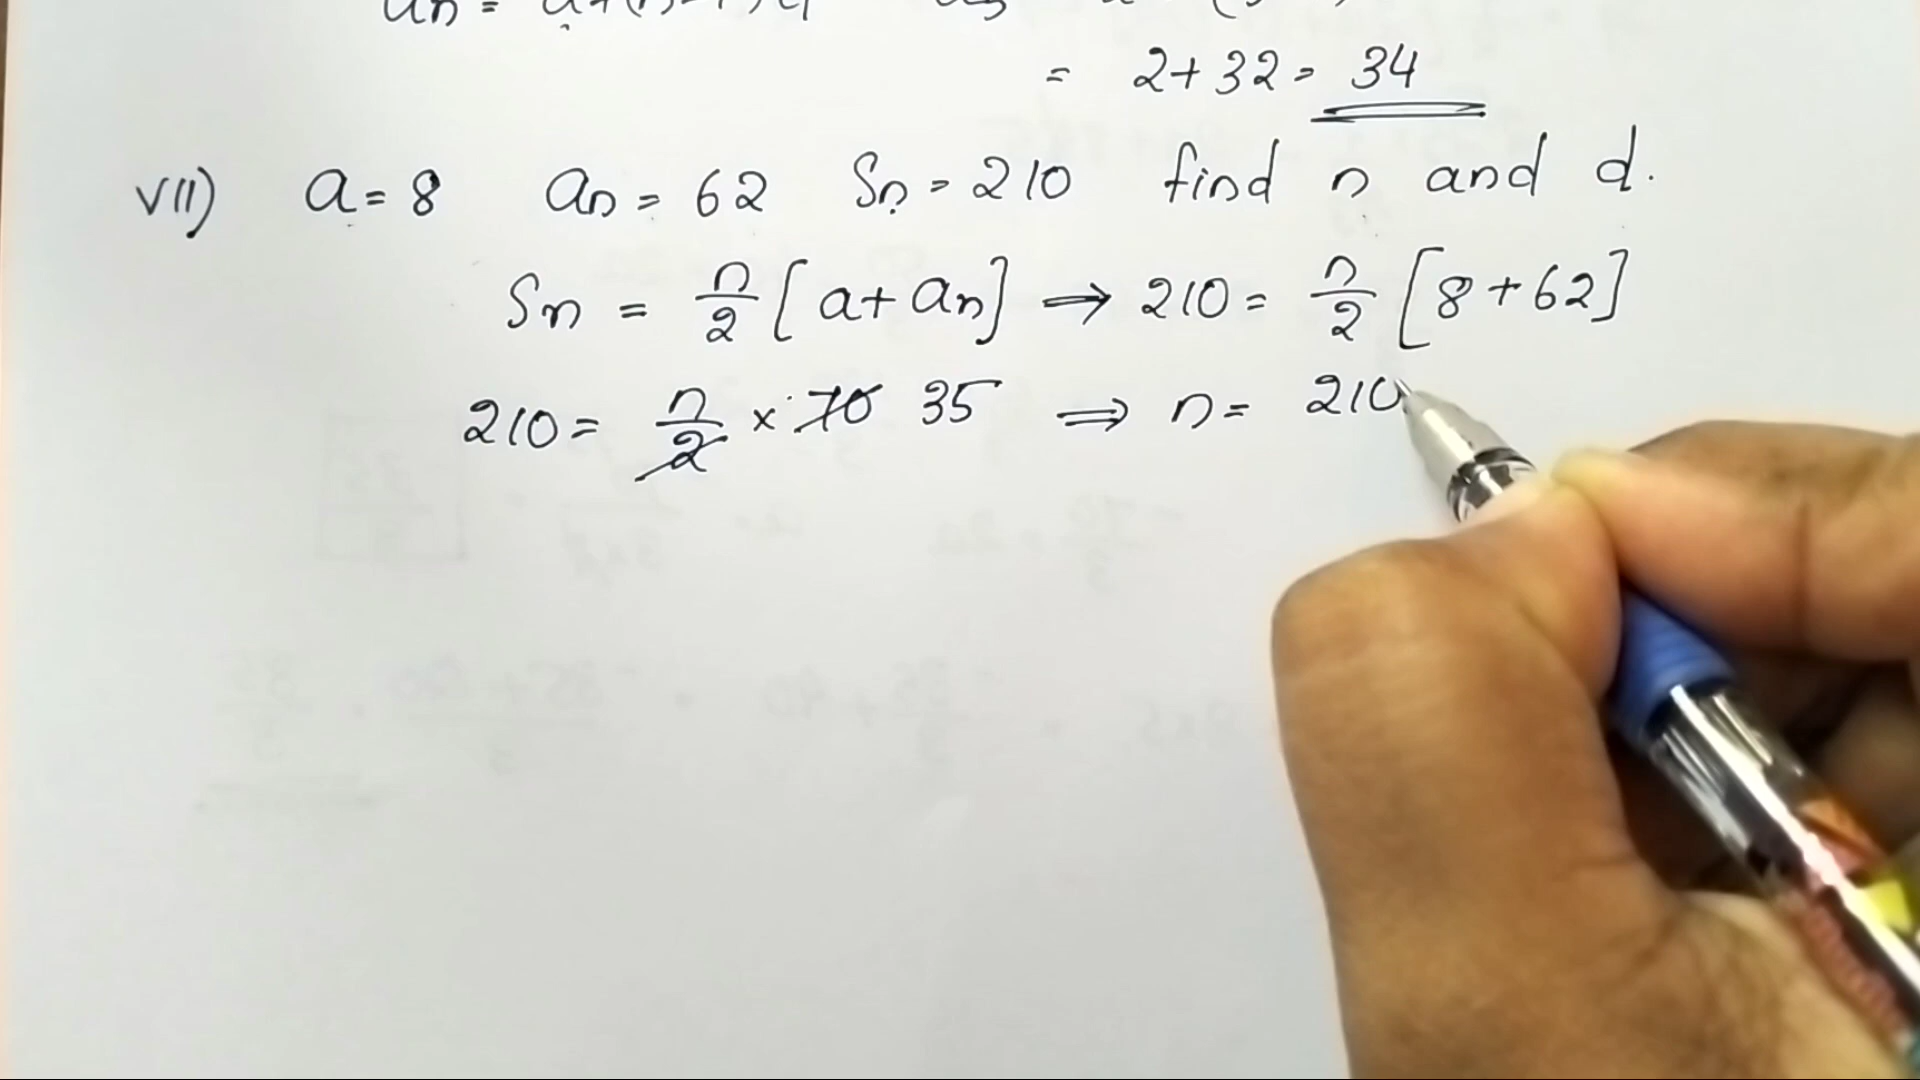 = 2+32 = 34
VII) a = 8 an = 62 Sn = 210 find n and d.
Sn = n/2 [a + an] ⇒ 210 = n/2 [8 + 62]
210 = n/2 × 70 35 ⇒ n = 210